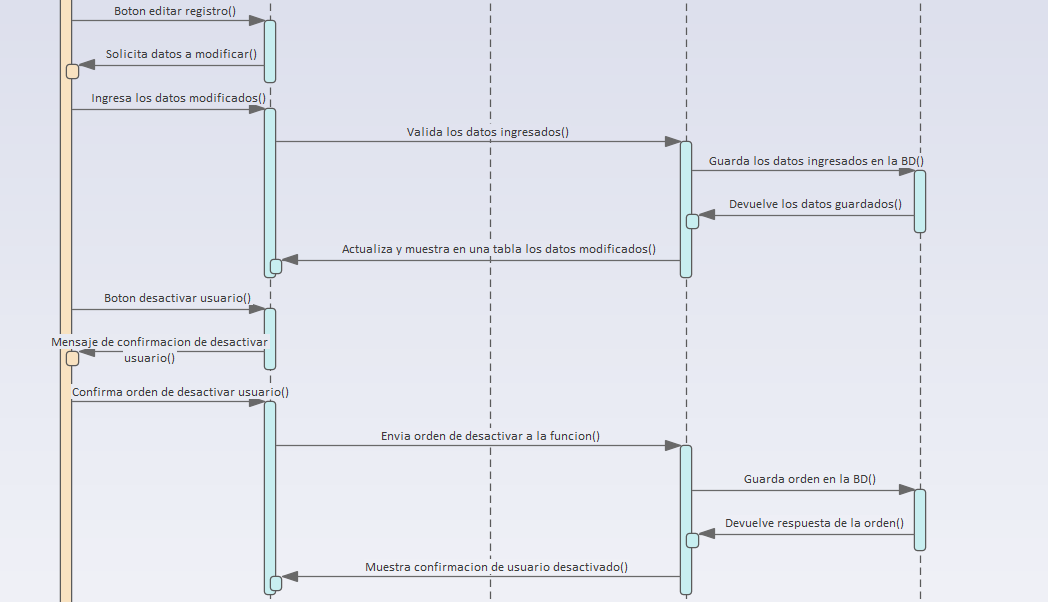 Boton editar registro()
Solicita datos a modificar()
Ingresa los datos modificados()
Valida los datos ingresados()
Guarda los datos ingresados en la BD()
Devuelve los datos guardados()
Actualiza y muestra en una tabla los datos modificados()
Boton desactivar usuario()
Mensaje de confirmacion de desactivar
usuario()
Confirma orden de desactivar usuario()
Envia orden de desactivar a la funcion()
Guarda orden en la BD()
Devuelve respuesta de la orden()
Muestra confirmacion de usuario desactivado()